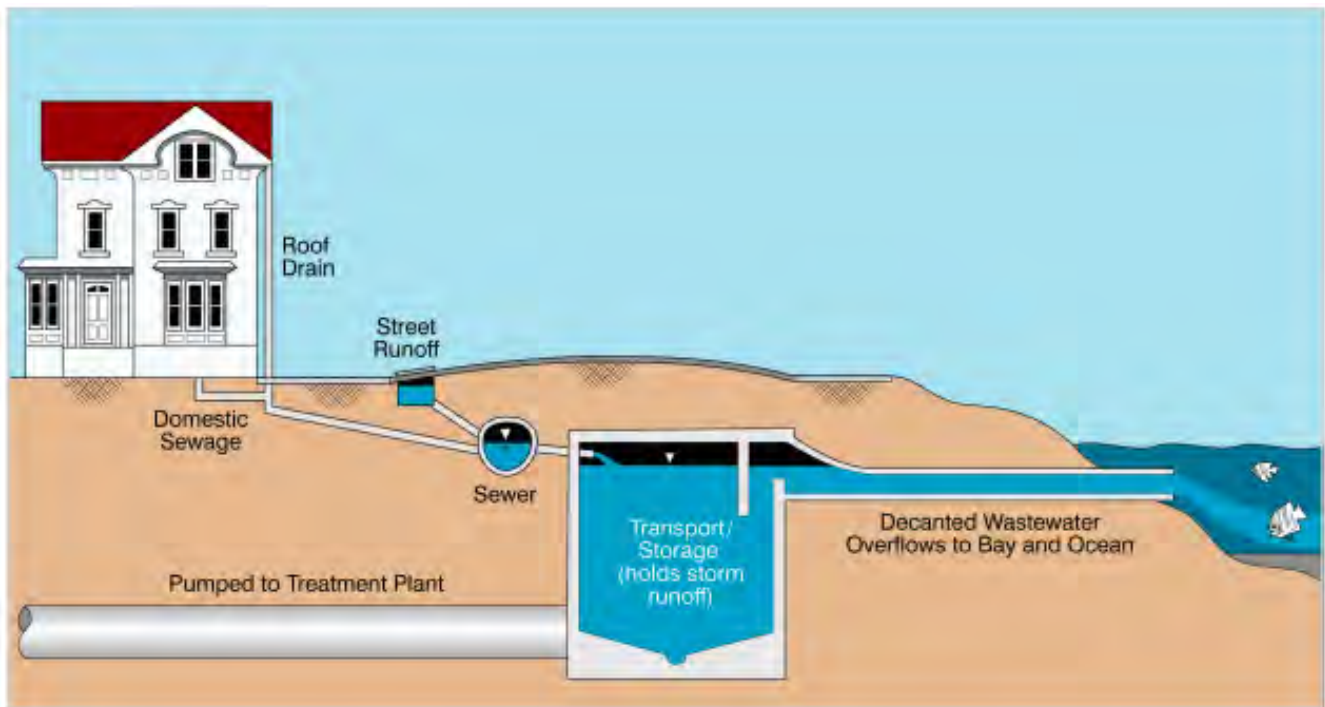 Roof
Drain
Street
Runoff
Domestic
Sewage
Sewer
Transport/
Storage
(holds storm
runoff)
Decanted Wastewater
Overflows to Bay and Ocean
Pumped to Treatment Plant